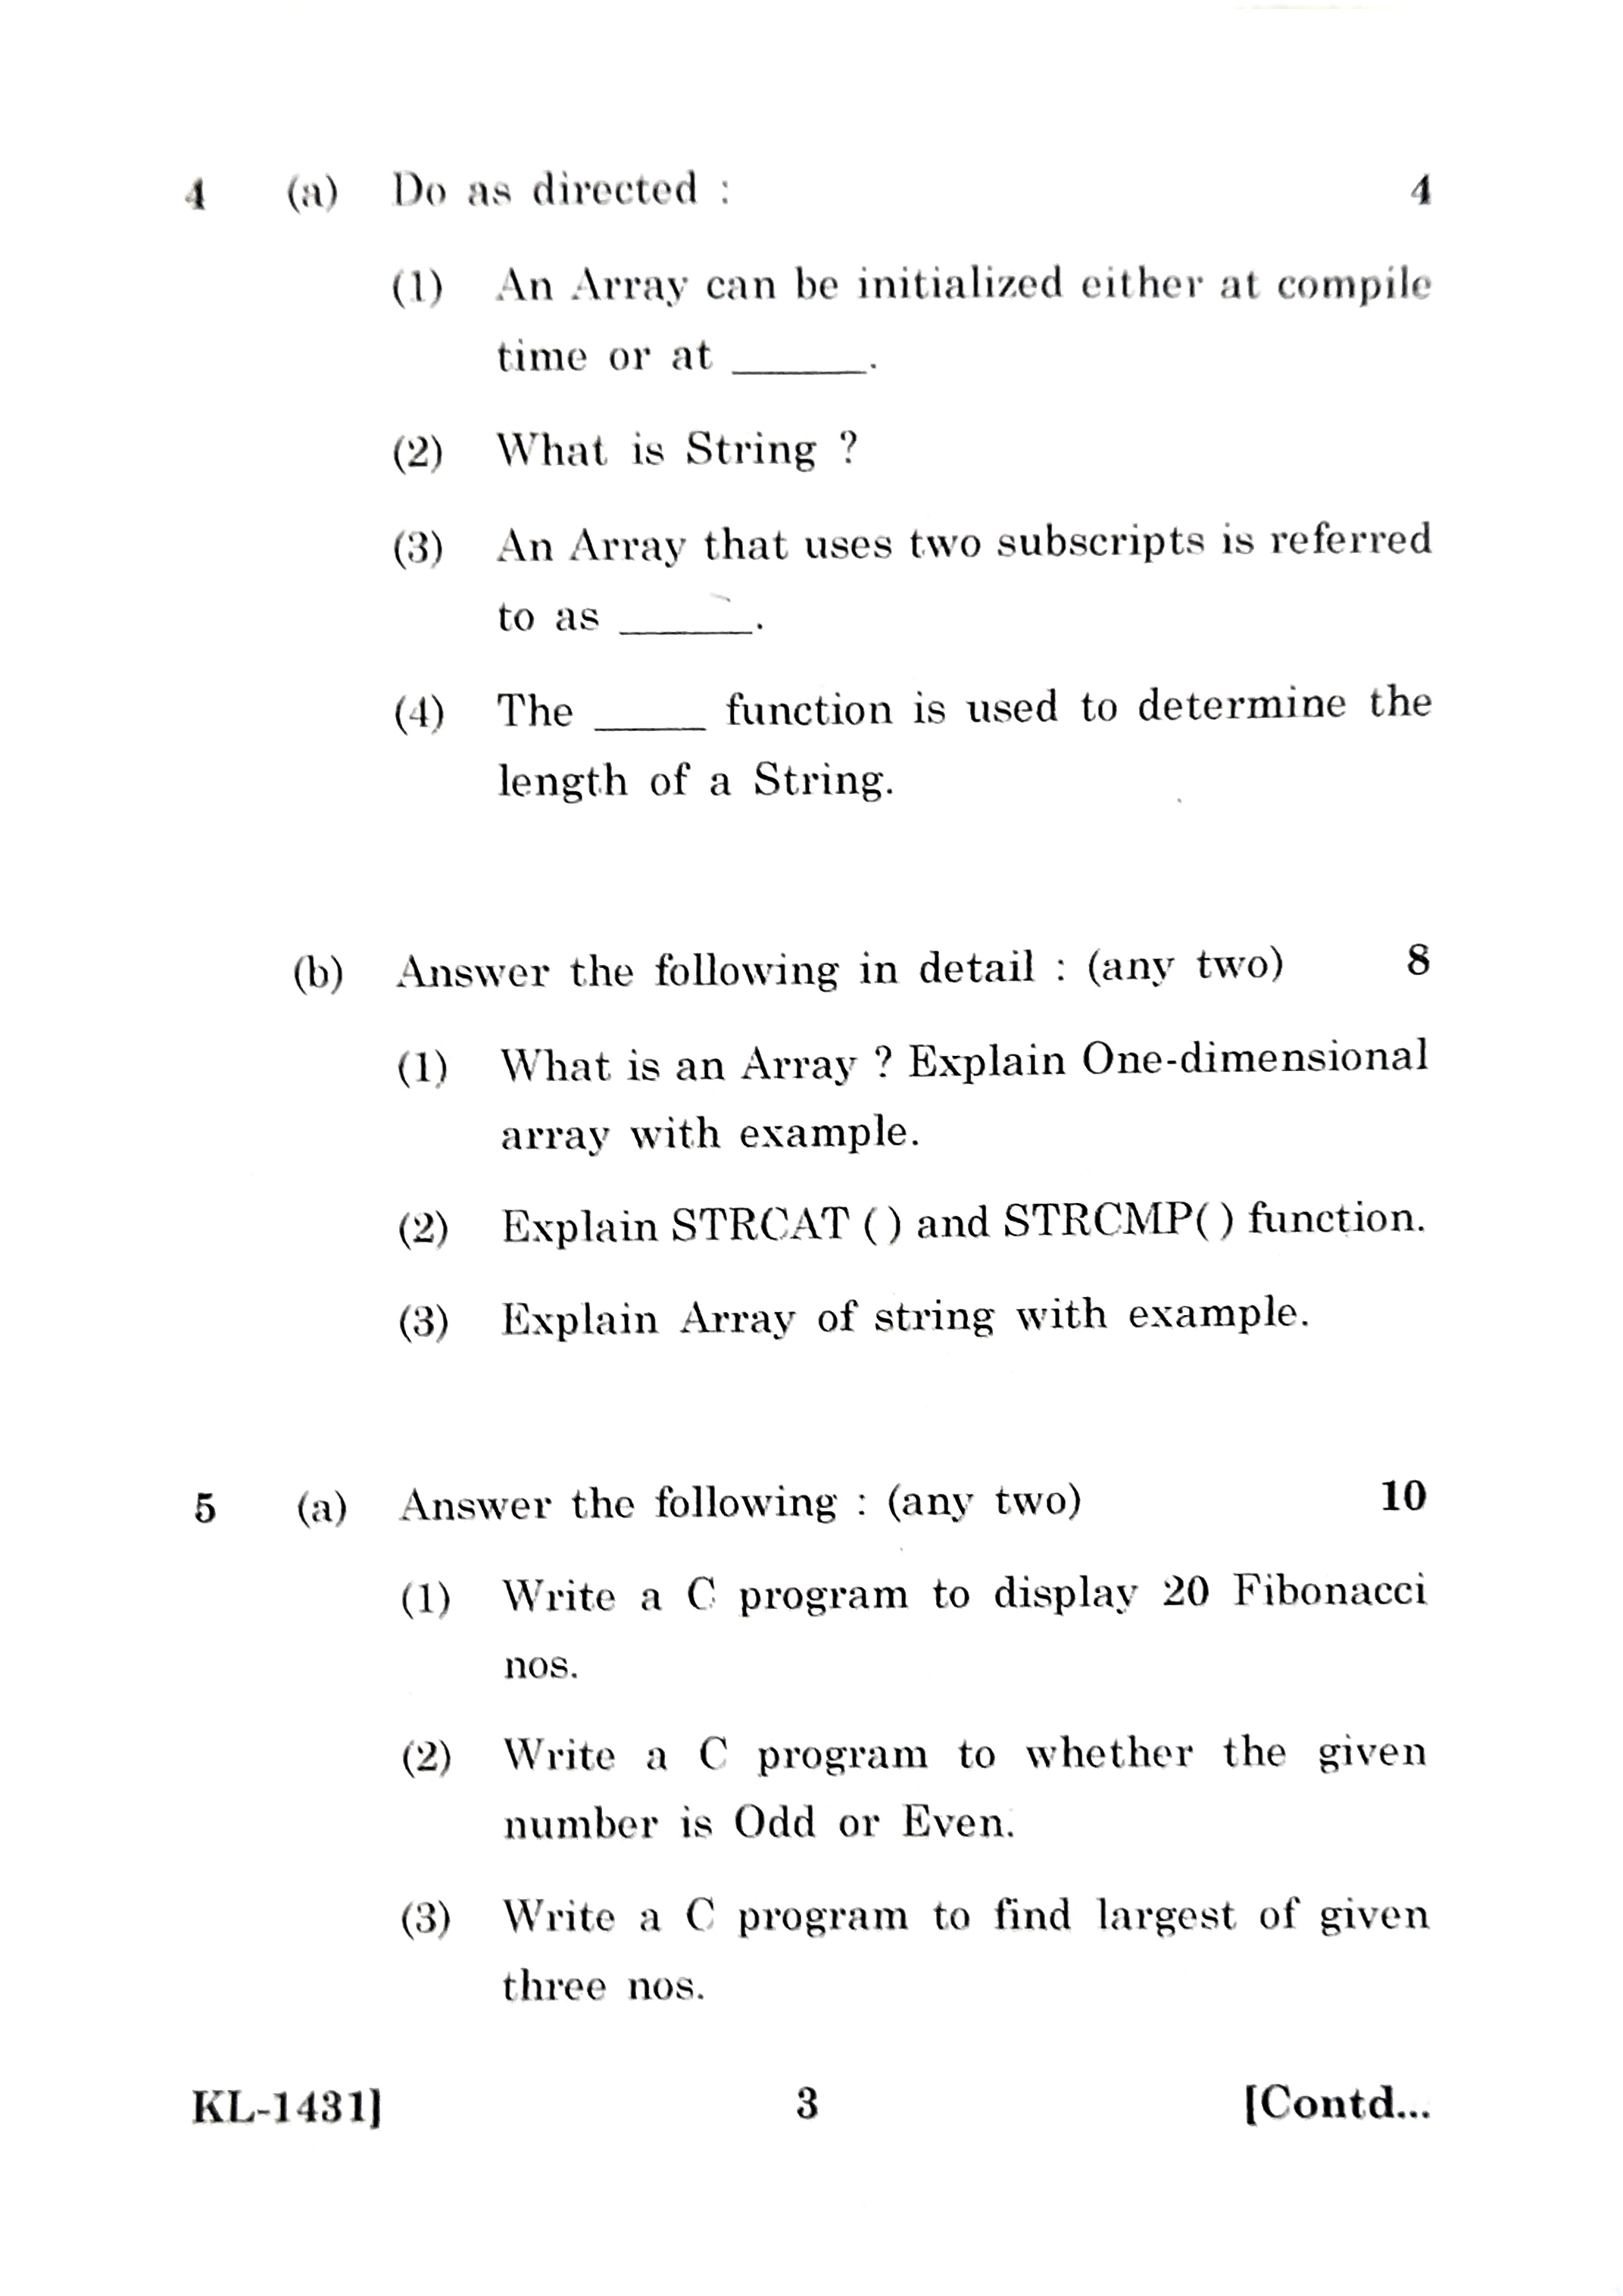 4 (a) Do as directed : 4
(1) An Array can be initialized either at compile
time or at ______.
(2) What is String ?
(3) An Array that uses two subscripts is referred
to as ______.
(4) The _____ function is used to determine the
length of a String.
(b) Answer the following in detail : (any two) 8
(1) What is an Array ? Explain One-dimensional
array with example.
(2) Explain STRCAT ( ) and STRCMP( ) function.
(3) Explain Array of string with example.
5 (a) Answer the following : (any two) 10
(1) Write a C program to display 20 Fibonacci
nos.
(2) Write a C program to whether the given
number is Odd or Even.
(3) Write a C program to find largest of given
three nos.
KL-1431] 3 [Contd...